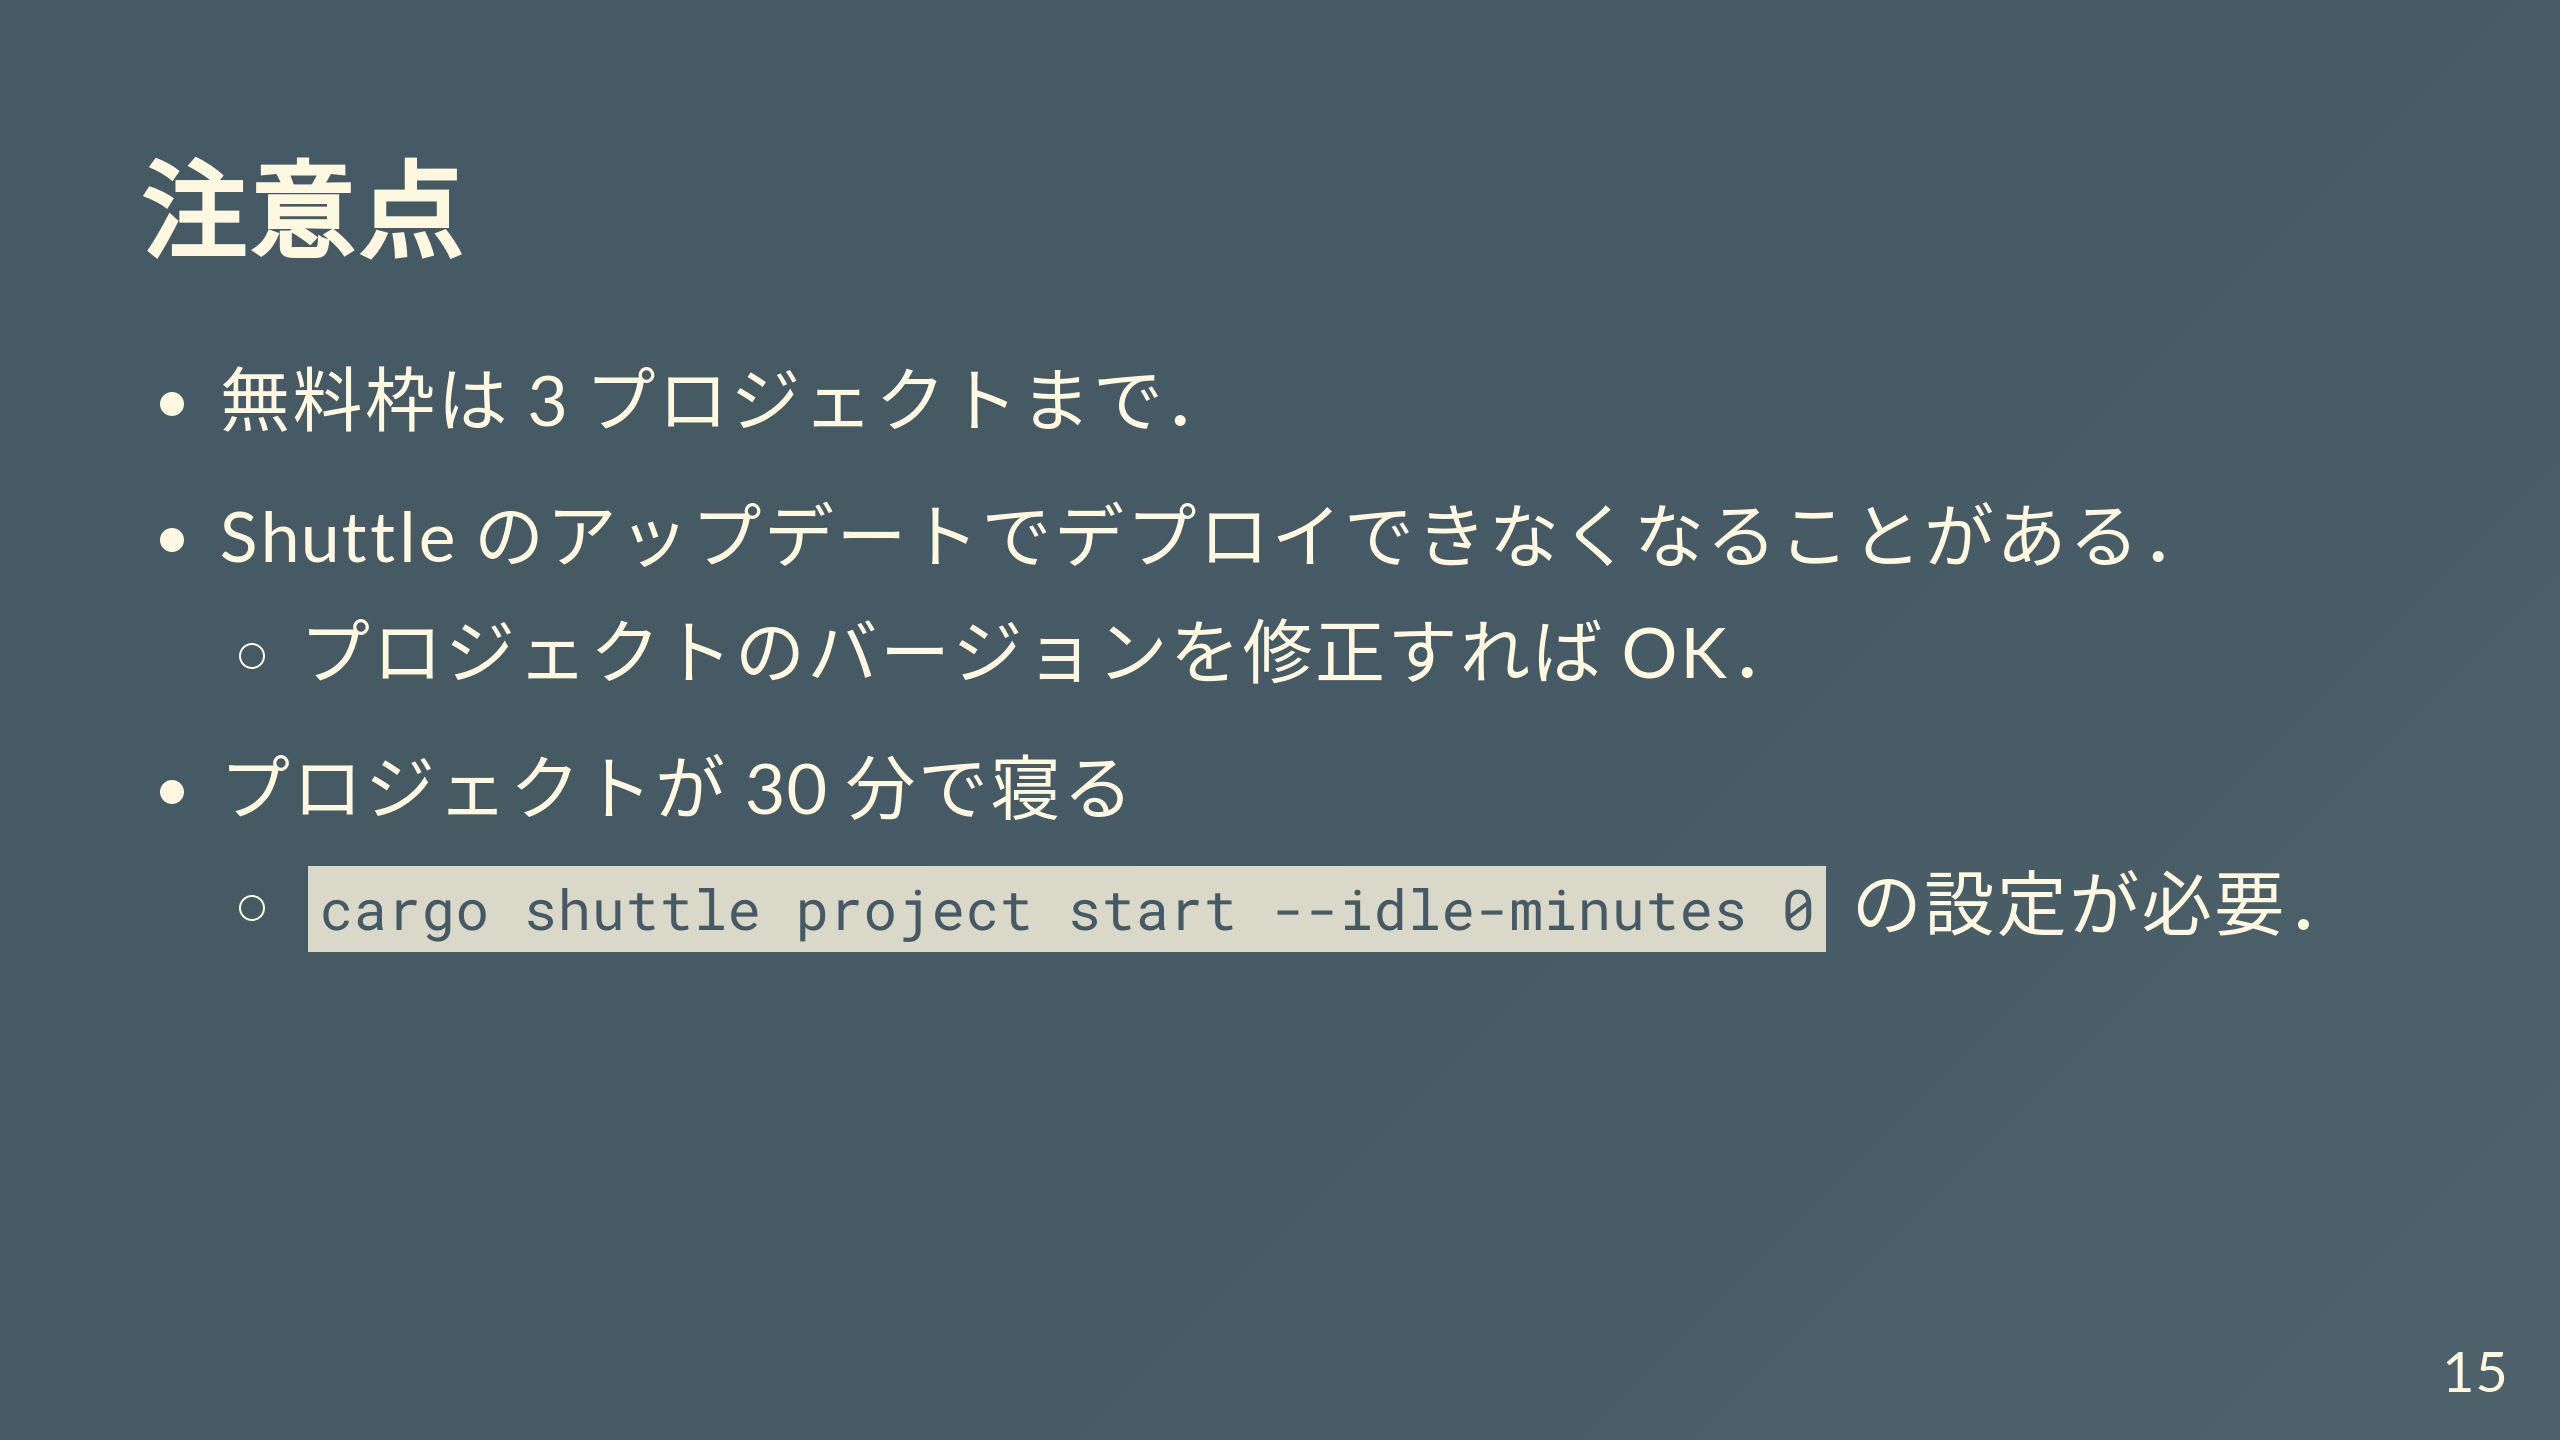 注意点
• 無料枠は 3 プロジェクトまで．
• Shuttle のアップデートでデプロイできなくなることがある．
○ プロジェクトのバージョンを修正すれば OK．
• プロジェクトが 30 分で寝る
○ cargo shuttle project start --idle-minutes 0 の設定が必要．
15